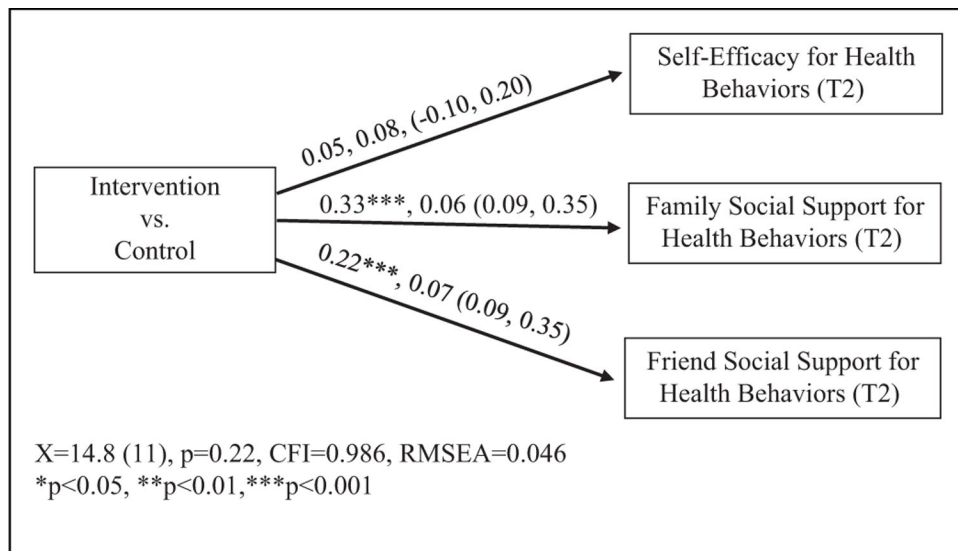 Self-Efficacy for Health
Behaviors (T2)
0.05, 0.08, (-0.10, 0.20)
Intervention
vs.
Control
0.33***, 0.06 (0.09, 0.35)
Family Social Support for
Health Behaviors (T2)
0.22***, 0.07 (0.09, 0.35)
Friend Social Support for
Health Behaviors (T2)
X=14.8 (11), p=0.22, CFI=0.986, RMSEA=0.046
*p<0.05, **p<0.01,***p<0.001